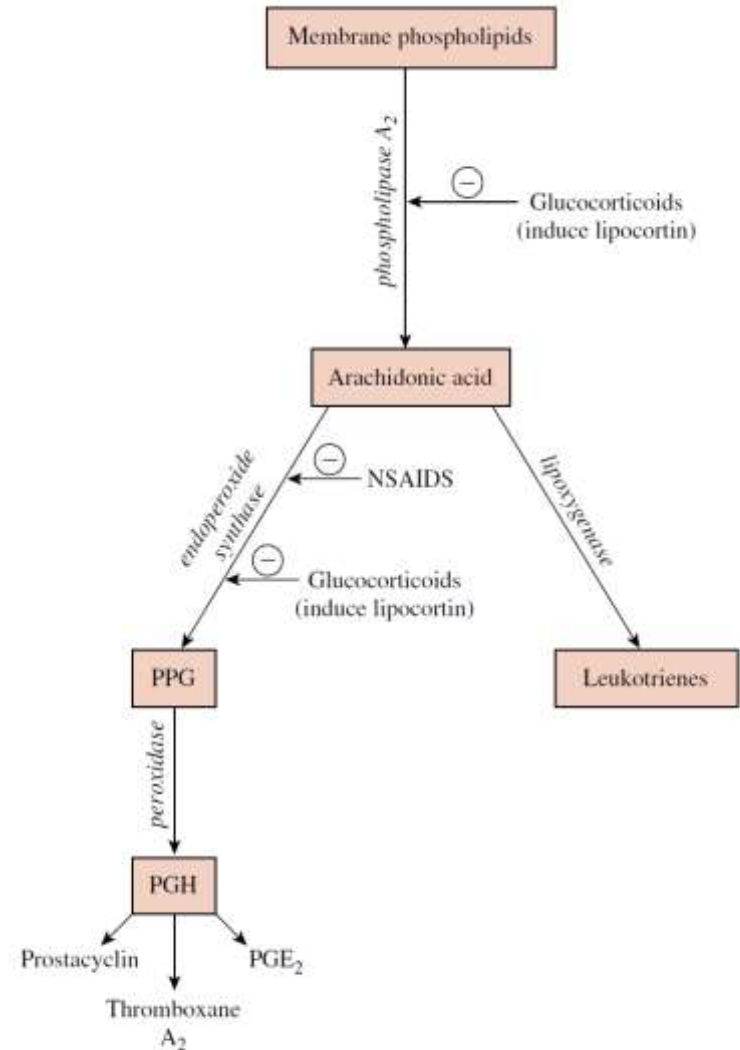 Membrane phospholipids
phospholipase A2
−
Glucocorticoids
(induce lipocortin)
Arachidonic acid
endoperoxide
synthase
−
NSAIDS
lipoxygenase
−
Glucocorticoids
(induce lipocortin)
PPG
Leukotrienes
peroxidase
PGH
Prostacyclin
PGE2
Thromboxane
A2